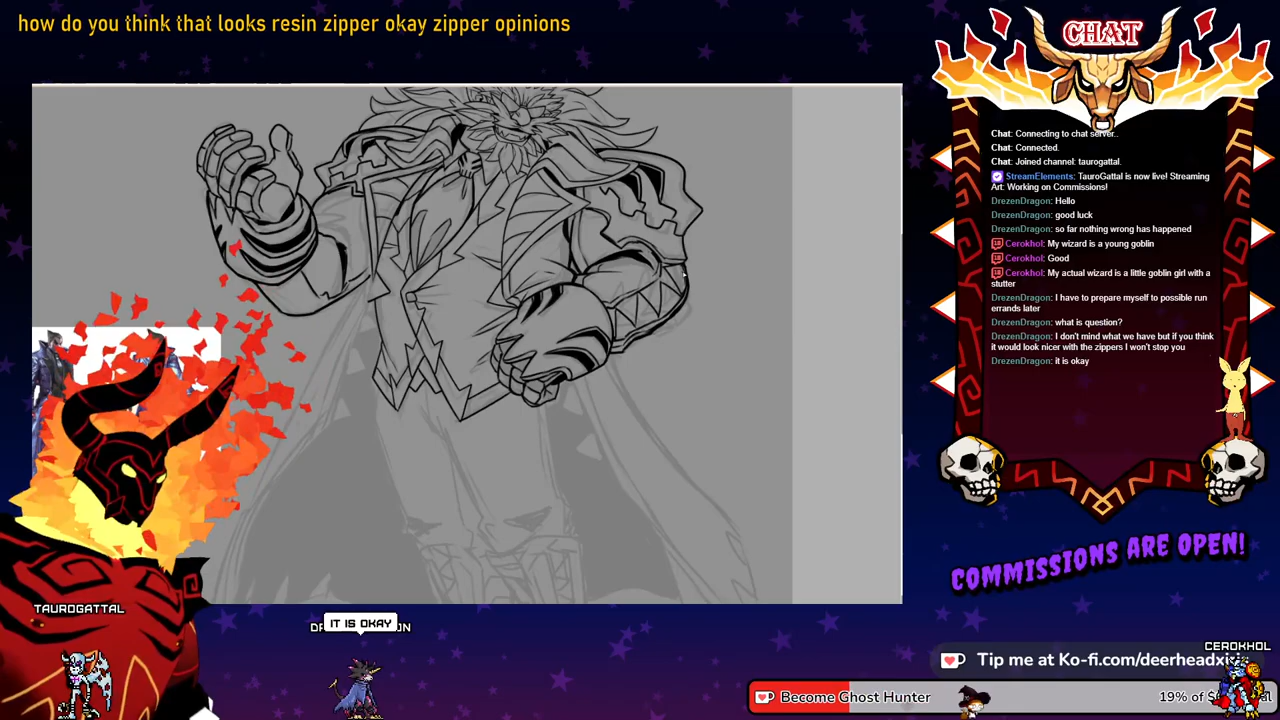 how do you think that looks resin zipper okay zipper opinions
CHAT
Chat: Connecting to chat server..
Chat: Connected.
Chat: Joined channel: taurogattal.
StreamElements: TauroGattal is now live! Streaming
Art: Working on Commissions!
DrezenDragon: Hello
DrezenDragon: good luck
DrezenDragon: so far nothing wrong has happened
Cerokhol: My wizard is a young goblin
Cerokhol: Good
Cerokhol: My actual wizard is a little goblin girl with a
stutter
DrezenDragon: I have to prepare myself to possible run
errands later
DrezenDragon: what is question?
DrezenDragon: I don't mind what we have but if you think
it would look nicer with the zippers I won't stop you
DrezenDragon: it is okay
COMMISSIONS ARE OPEN!
TAUROGATTAL
IT IS OKAY
CEROKHOL
Tip me at Ko-fi.com/deerheadxi
Become Ghost Hunter
19% of